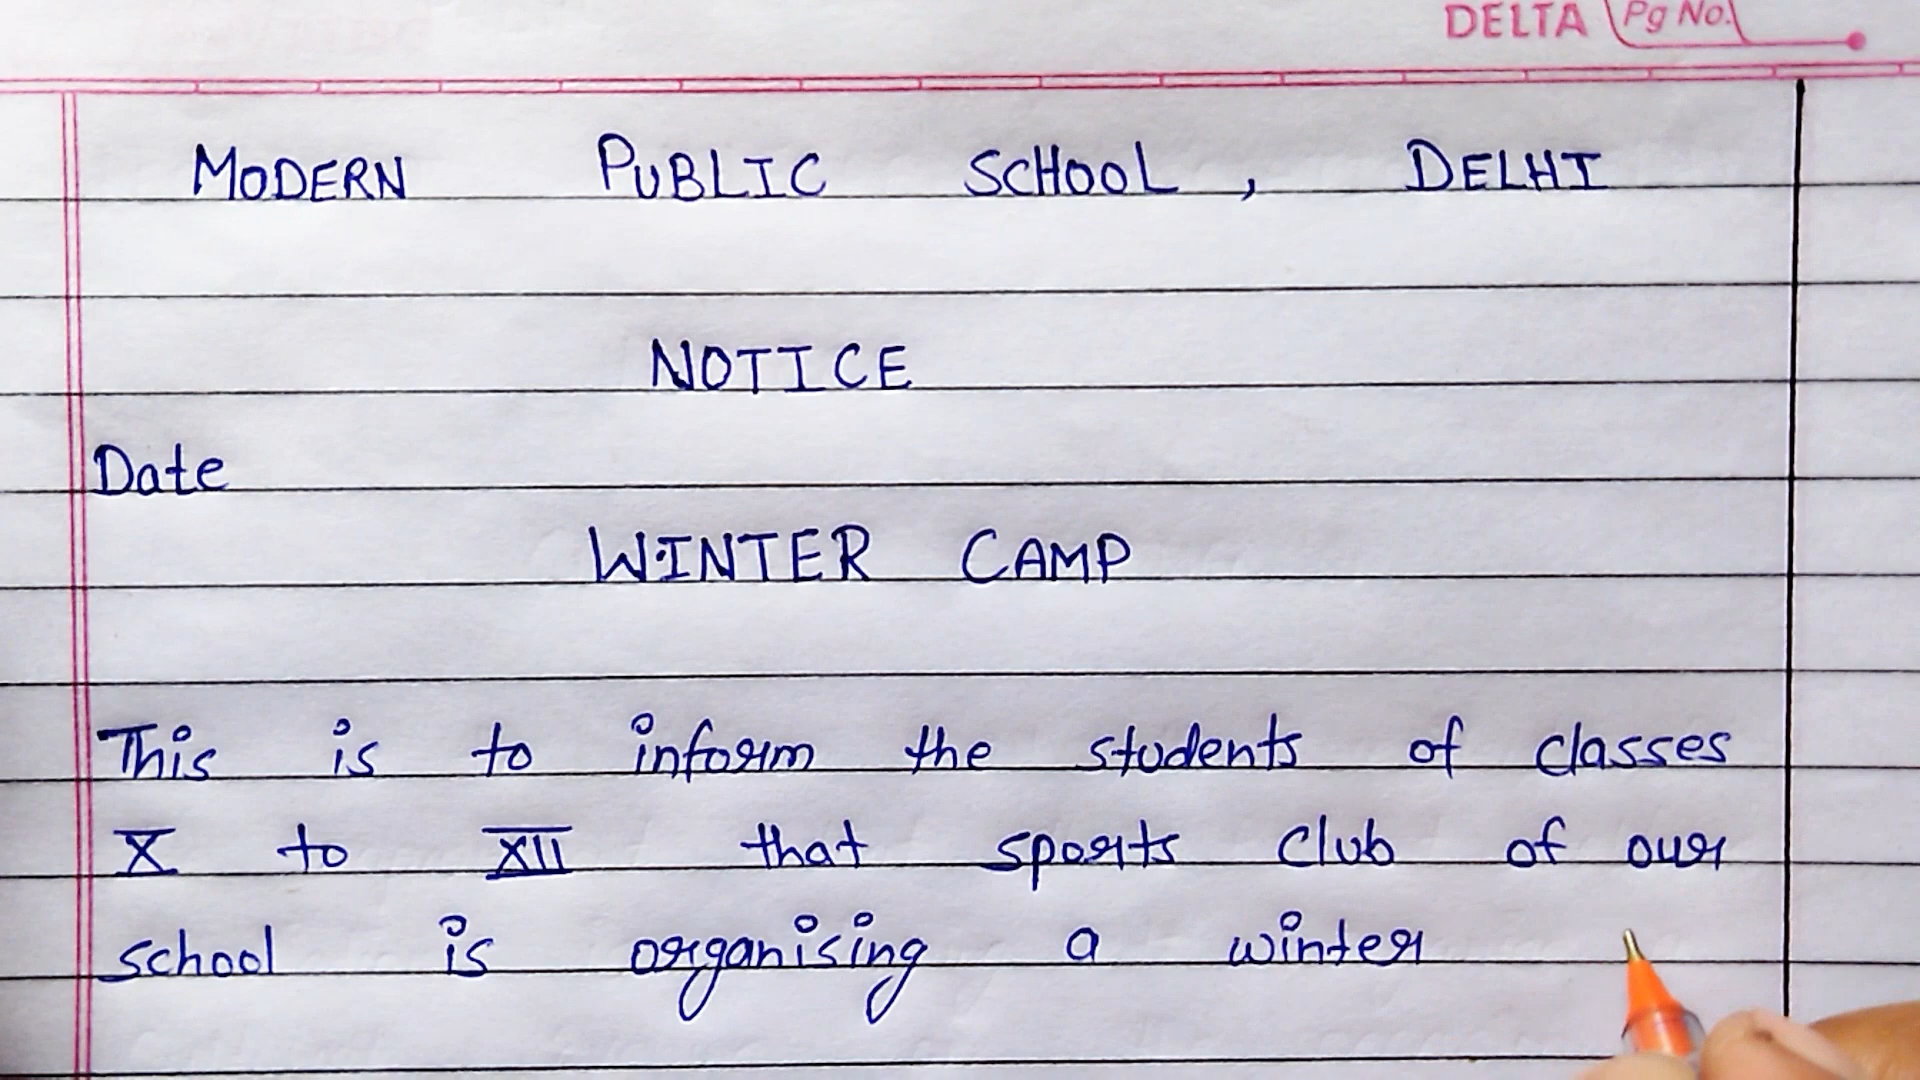 DELTA Pg No.
MODERN PUBLIC SCHOOL, DELHI
NOTICE
Date
WINTER CAMP
This is to inform the students of classes
X to XII that sports club of our
school is organising a winter